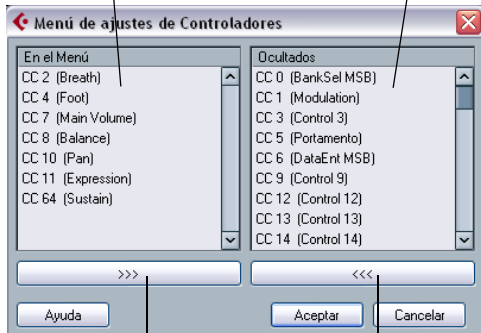 Menú de ajustes de Controladores
En el Menú
CC 2 (Breath)
CC 4 (Foot)
CC 7 (Main Volume)
CC 8 (Balance)
CC 10 (Pan)
CC 11 (Expression)
CC 64 (Sustain)
Ocultados
CC 0 (BankSel MSB)
CC 1 (Modulation)
CC 3 (Control 3)
CC 5 (Portamento)
CC 6 (DataEnt MSB)
CC 9 (Control 9)
CC 12 (Control 12)
CC 13 (Control 13)
CC 14 (Control 14)
>>>
<<<
Ayuda
Aceptar
Cancelar